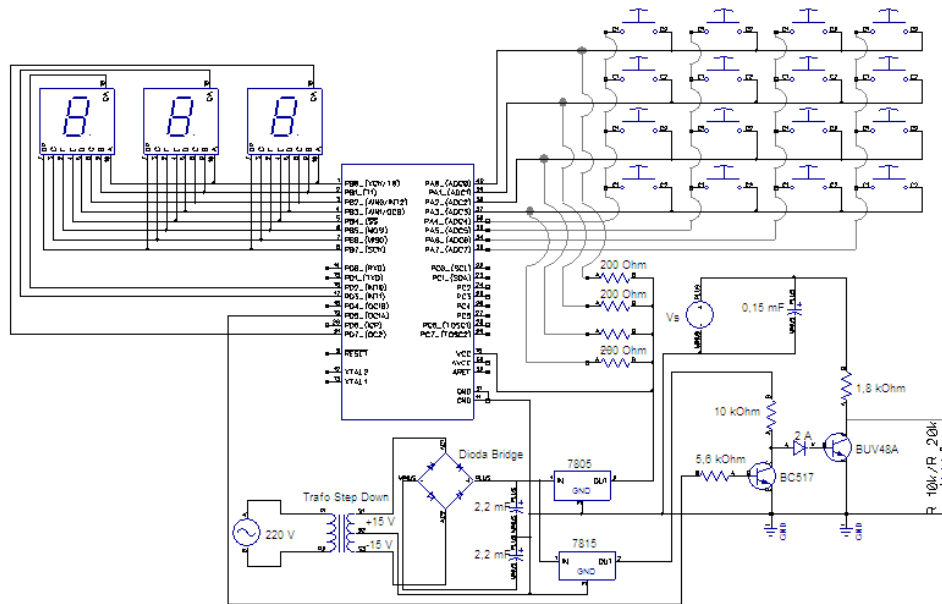 PB0_(XCK/T0)
PB1_(T1)
PB2_(AIN0/INT2)
PB3_(AIN1/OC0)
PB4_(SS)
PB5_(MOSI)
PB6_(MISO)
PB7_(SCK)
PD0_(RXD)
PD1_(TXD)
PD2_(INT0)
PD3_(INT1)
PD4_(OC1B)
PD5_(OC1A)
PD6_(ICP)
PD7_(OC2)
RESET
XTAL2
XTAL1
PA0_(ADC0)
PA1_(ADC1)
PA2_(ADC2)
PA3_(ADC3)
PA4_(ADC4)
PA5_(ADC5)
PA6_(ADC6)
PA7_(ADC7)
PC0_(SCL)
PC1_(SDA)
PC2
PC3
PC4
PC5
PC6_(TOSC1)
PC7_(TOSC2)
VCC
AVCC
AREF
GND
GND
200 Ohm
200 Ohm
200 Ohm
Vs
0,15 mF
1,8 kOhm
10 kOhm
2 A
BUV48A
5,6 kOhm
BC517
R 10k/R 20k
GND
GND
Dioda Bridge
7805
IN OUT
GND
Trafo Step Down
+15 V
-15 V
220 V
2,2 mF
2,2 mF
7815
IN OUT
GND